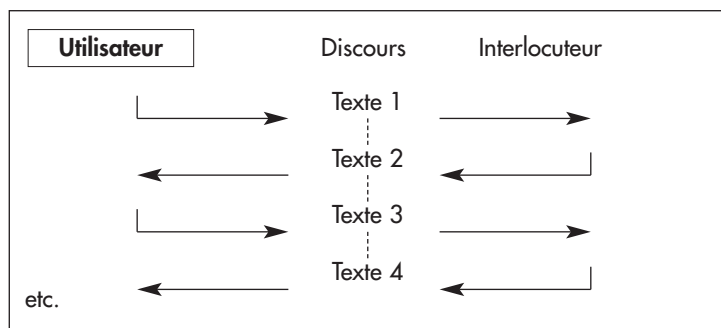 Utilisateur Discours Interlocuteur
Texte 1
Texte 2
Texte 3
Texte 4
etc.